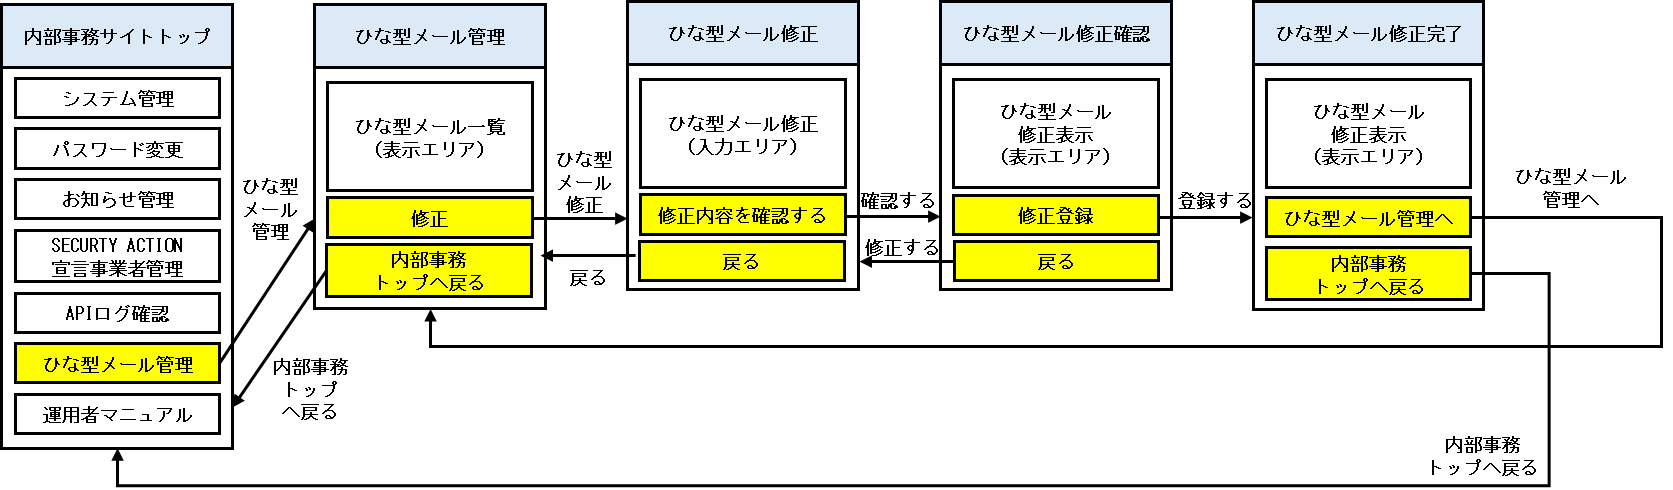 内部事務サイトトップ
システム管理
パスワード変更
お知らせ管理
SECURTY ACTION
宣言事業者管理
APIログ確認
ひな型メール管理
運用者マニュアル
ひな型
メール
管理
内部事務
トップ
へ戻る
ひな型メール管理
ひな型メール一覧
（表示エリア）
修正
内部事務
トップへ戻る
ひな型
メール
修正
戻る
ひな型メール修正
ひな型メール修正
（入力エリア）
修正内容を確認する
戻る
確認する
修正する
ひな型メール修正確認
ひな型メール
修正表示
（表示エリア）
修正登録
戻る
登録する
ひな型メール修正完了
ひな型メール
修正表示
（表示エリア）
ひな型メール管理へ
内部事務
トップへ戻る
ひな型メール
管理へ
内部事務
トップへ戻る